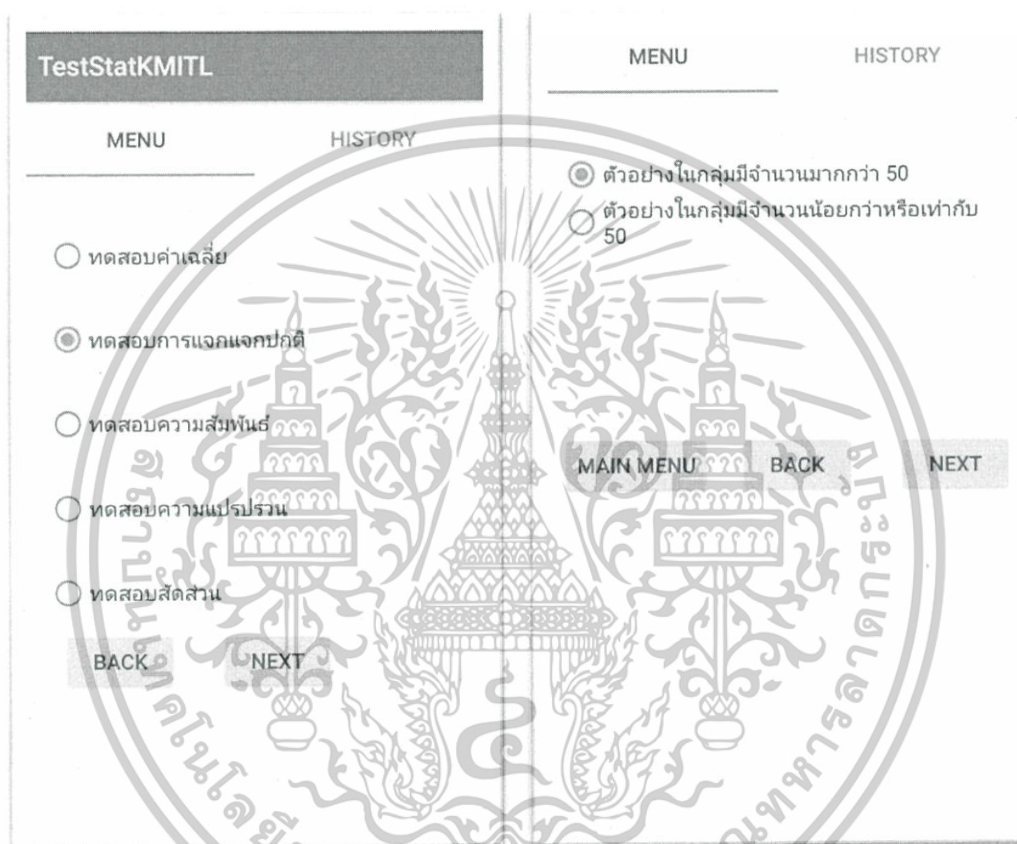 TestStatKMITL
MENU HISTORY
ทดสอบค่าเฉลี่ย
ทดสอบการแจกแจกปกติ
ทดสอบความสัมพันธ์
ทดสอบความแปรปรวน
ทดสอบสัดส่วน
BACK NEXT
MENU HISTORY
ตัวอย่างในกลุ่มมีจำนวนมากกว่า 50
ตัวอย่างในกลุ่มมีจำนวนน้อยกว่าหรือเท่ากับ
50
MAIN MENU BACK NEXT